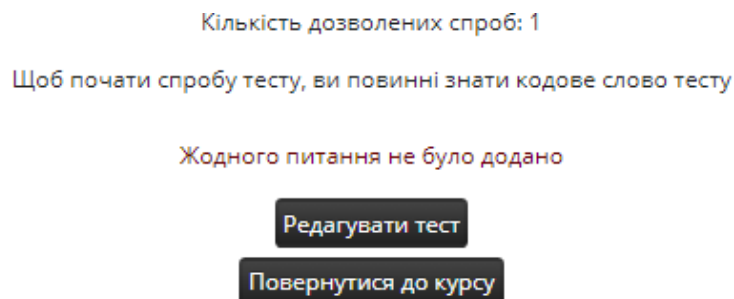 Кількість дозволених спроб: 1
Щоб почати спробу тесту, ви повинні знати кодове слово тесту
Жодного питання не було додано
Редагувати тест
Повернутися до курсу